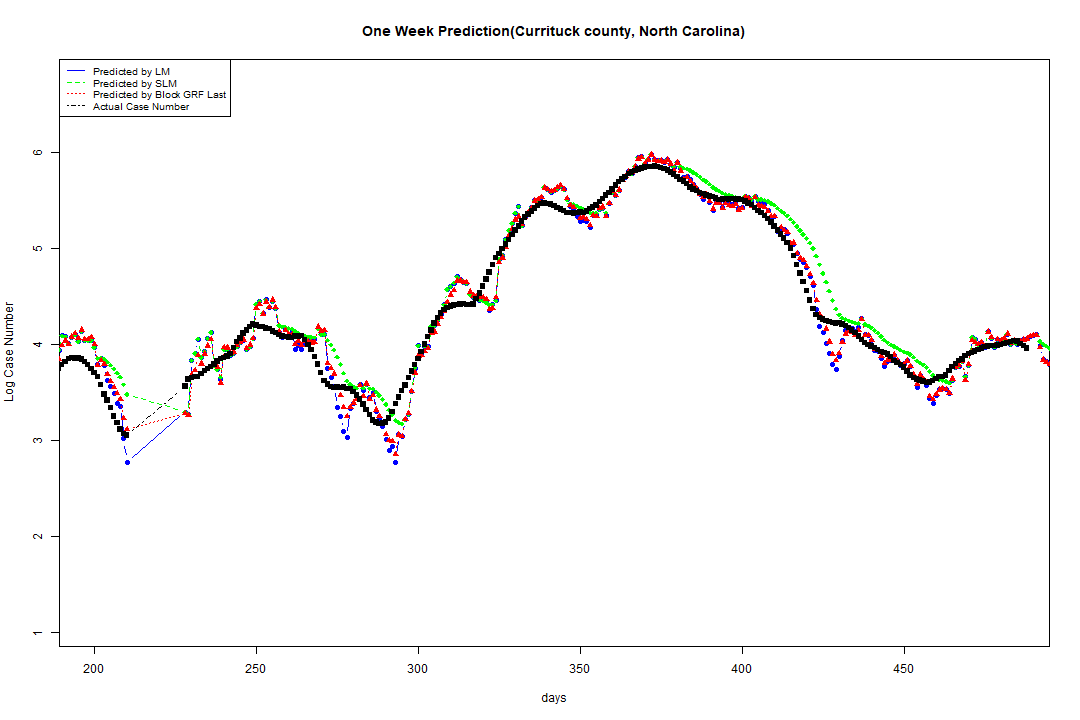 One Week Prediction(Currituck county, North Carolina)
Predicted by LM
Predicted by SLM
Predicted by Block GRF Last
Actual Case Number
Log Case Number
6
5
4
3
2
1
200 250 300 350 400 450
days